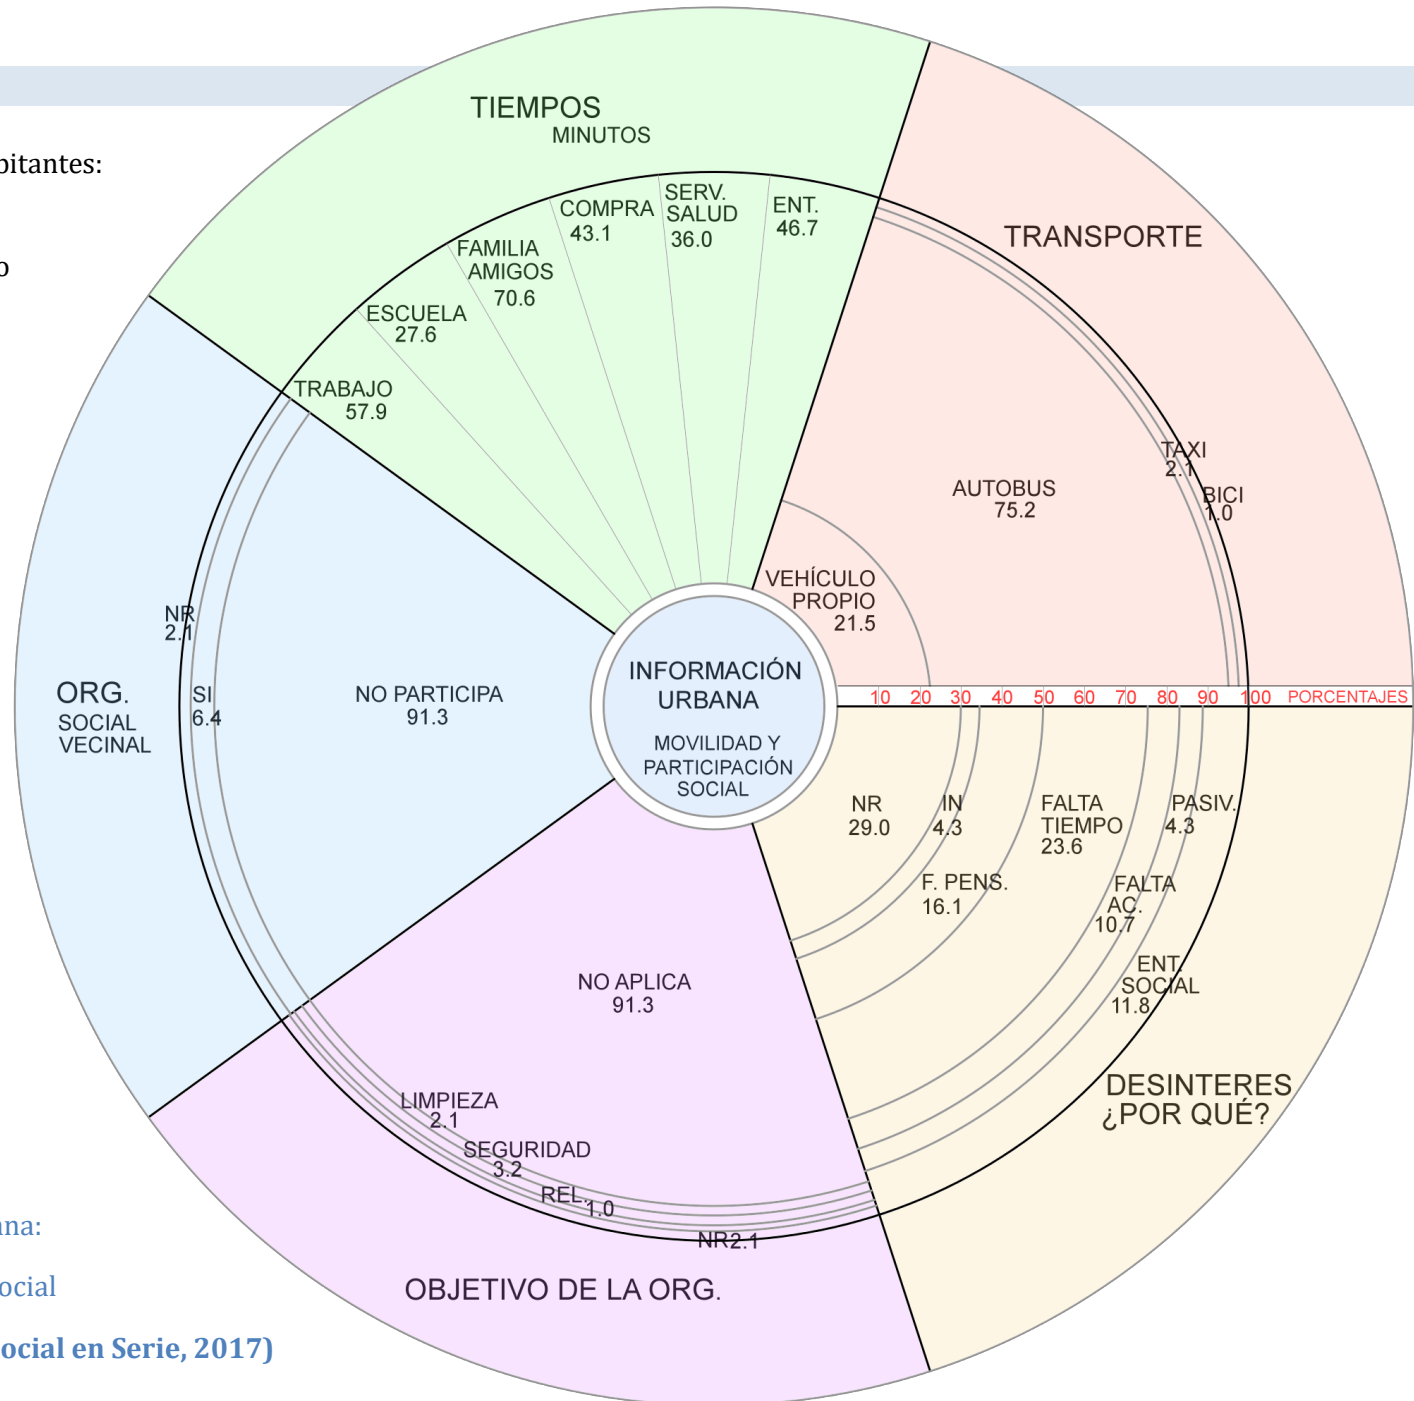 bitantes:
o
TIEMPOS
MINUTOS
TRABAJO
57.9
ESCUELA
27.6
FAMILIA
AMIGOS
70.6
COMPRA
43.1
SERV.
SALUD
36.0
ENT.
46.7
TRANSPORTE
VEHÍCULO
PROPIO
21.5
AUTOBUS
75.2
TAXI
2.1
BICI
1.0
10 20 30 40 50 60 70 80 90 100 PORCENTAJES
INFORMACIÓN
URBANA
MOVILIDAD Y
PARTICIPACIÓN
SOCIAL
ORG.
SOCIAL
VECINAL
NR
2.1
SI
6.4
NO PARTICIPA
91.3
NR
29.0
IN
4.3
F. PENS.
16.1
FALTA
TIEMPO
23.6
FALTA
AC.
10.7
PASIV.
4.3
ENT.
SOCIAL
11.8
DESINTERES
¿POR QUÉ?
NO APLICA
91.3
LIMPIEZA
2.1
SEGURIDAD
3.2
REL.
1.0
NR2.1
OBJETIVO DE LA ORG.
ana:
ocial
ocial en Serie, 2017)